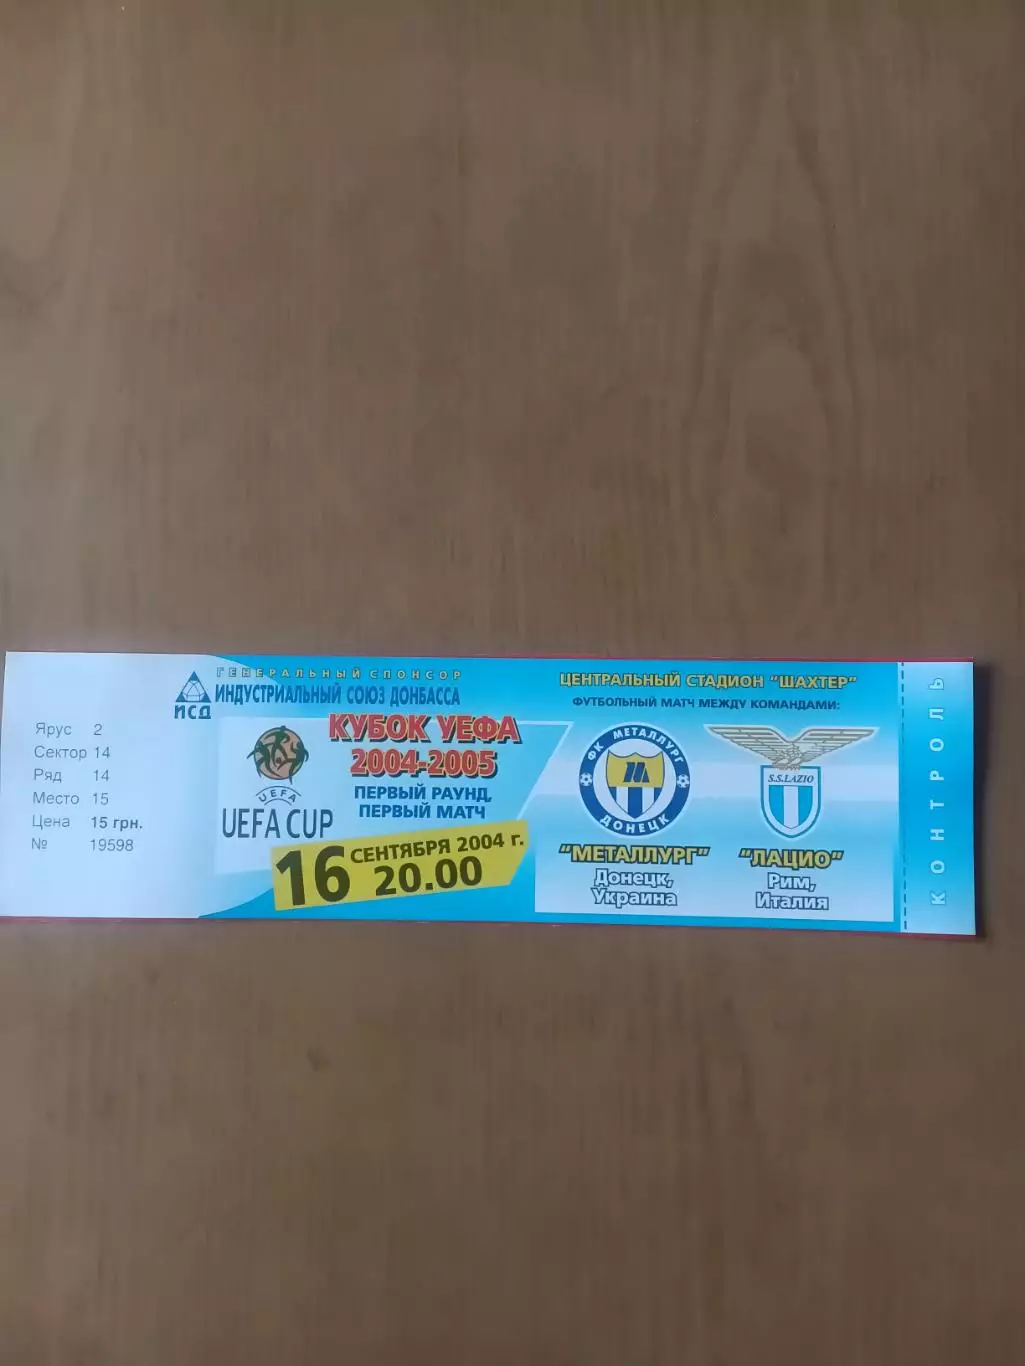 Ярус 2
Сектор 14
Ряд 14
Место 15
Цена 15 грн.
№ 19598
ИСД
ГЕНЕРАЛЬНЫЙ СПОНСОР
ИНДУСТРИАЛЬНЫЙ СОЮЗ ДОНБАССА
КУБОК УЕФА
2004-2005
ПЕРВЫЙ РАУНД,
ПЕРВЫЙ МАТЧ
UEFA
UEFA CUP
16 СЕНТЯБРЯ 2004 г.
20.00
ЦЕНТРАЛЬНЫЙ СТАДИОН "ШАХТЕР"
ФУТБОЛЬНЫЙ МАТЧ МЕЖДУ КОМАНДАМИ:
ФК МЕТАЛЛУРГ
ДОНЕЦК
"МЕТАЛЛУРГ"
Донецк,
Украина
S.S.LAZIO
"ЛАЦИО"
Рим,
Италия
КОНТРОЛЬ